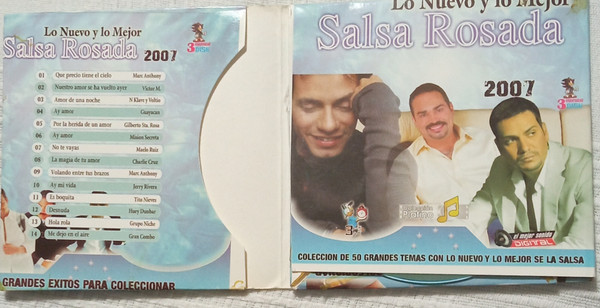 Lo Nuevo y lo Mejor
Salsa Rosada 2007
01 Que precio tiene el cielo Marc Anthony
02 Nuestro amor se ha vuelto ayer Victor M.
03 Amor de una noche N Klave y Voltio
04 Ay amor Guayacan
05 Por la herida de un amor Gilberto Sta. Rosa
06 Ay amor Mision Secreta
07 No te vayas Maelo Ruiz
08 La magia de tu amor Charlie Cruz
09 Volando entre tus brazos Marc Anthony
10 Ay mi vida Jerry Rivera
11 Es boquita Tito Nieves
12 Desnuda Huey Dunbar
13 Hola rola Grupo Niche
14 Me dejo en el aire Gran Combo
GRANDES EXITOS PARA COLECCIONAR
Lo Nuevo y lo Mejor
Salsa Rosada
2007
el mejor sonido
DIGITAL
COLECCION DE 50 GRANDES TEMAS CON LO NUEVO Y LO MEJOR SE LA SALSA